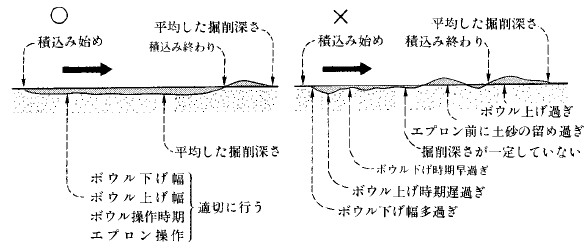 ○
平均した掘削深さ
積込み始め
積込み終わり
平均した掘削深さ
ボウル下げ幅
ボウル上げ幅
ボウル操作時期
エプロン操作
適切に行う
×
平均した掘削深さ
積込み始め
積込み終わり
ボウル上げ過ぎ
エプロン前に土砂の留め過ぎ
掘削深さが一定していない
ボウル下げ時期早過ぎ
ボウル上げ時期遅過ぎ
ボウル下げ幅多過ぎ